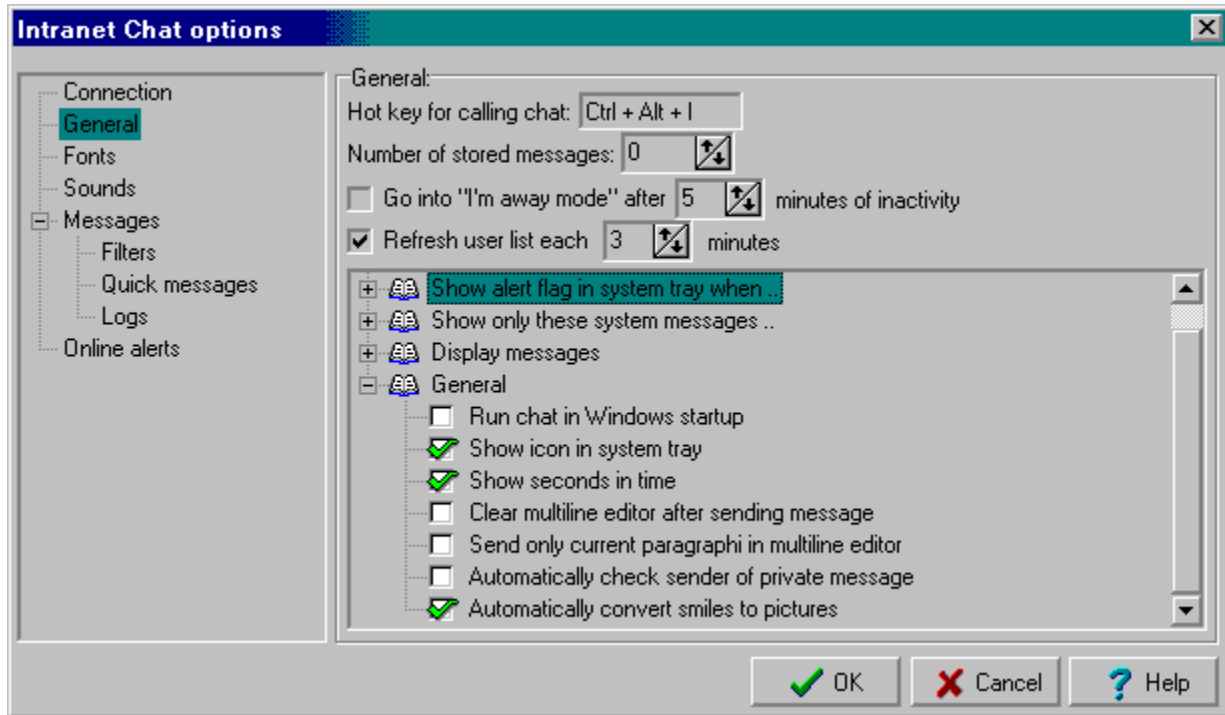 Intranet Chat options
Connection
General
Fonts
Sounds
Messages
Filters
Quick messages
Logs
Online alerts
General:
Hot key for calling chat: Ctrl + Alt + I
Number of stored messages: 0
Go into "I'm away mode" after 5 minutes of inactivity
Refresh user list each 3 minutes
Show alert flag in system tray when ..
Show only these system messages ..
Display messages
General
Run chat in Windows startup
Show icon in system tray
Show seconds in time
Clear multiline editor after sending message
Send only current paragraphi in multiline editor
Automatically check sender of private message
Automatically convert smiles to pictures
OK Cancel Help